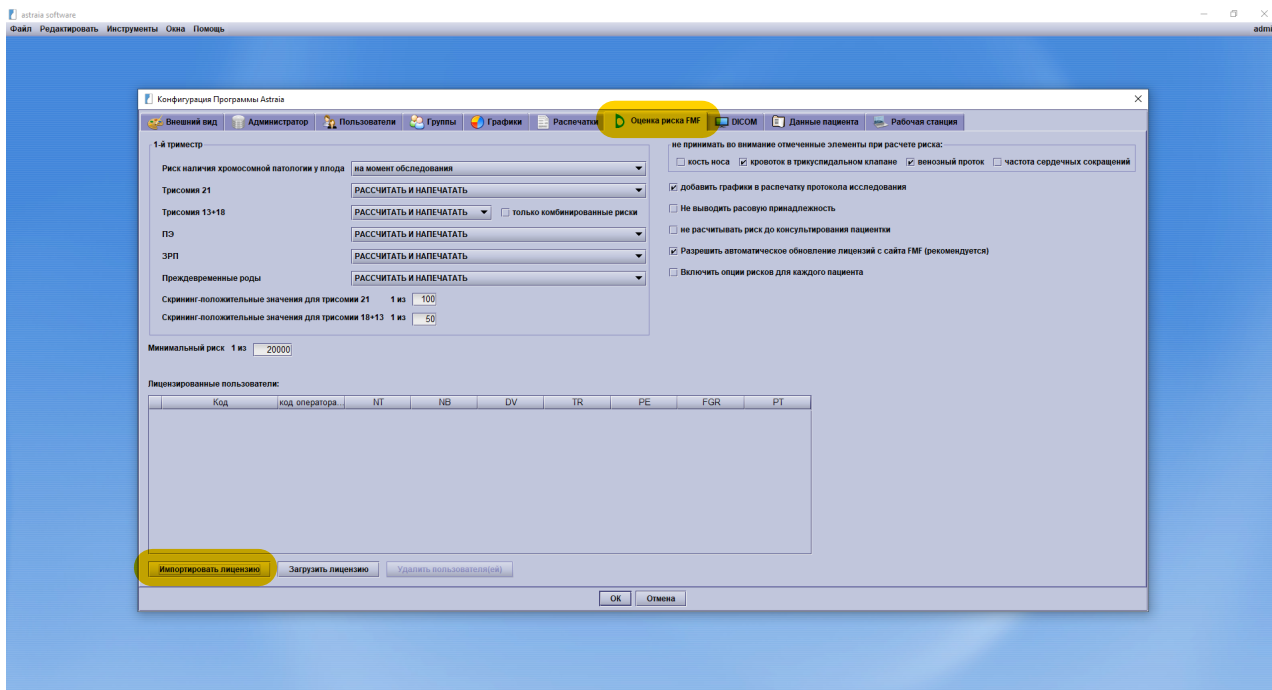 astraia software
Файл Редактировать Инструменты Окна Помощь
admi
Конфигурация Программы Astraia
Внешний вид Администратор Пользователи Группы Графики Распечатки Оценка риска FMF DICOM Данные пациента Рабочая станция
1-й триместр
Риск наличия хромосомной патологии у плода на момент обследования
Трисомия 21 РАССЧИТАТЬ И НАПЕЧАТАТЬ
Трисомия 13+18 РАССЧИТАТЬ И НАПЕЧАТАТЬ только комбинированные риски
ПЭ РАССЧИТАТЬ И НАПЕЧАТАТЬ
ЗРП РАССЧИТАТЬ И НАПЕЧАТАТЬ
Преждевременные роды РАССЧИТАТЬ И НАПЕЧАТАТЬ
Скрининг-положительные значения для трисомии 21 1 из 100
Скрининг-положительные значения для трисомии 18+13 1 из 50
Минимальный риск 1 из 20000
не принимать во внимание отмеченные элементы при расчете риска:
кость носа кровоток в трикуспидальном клапане венозный проток частота сердечных сокращений
добавить графики в распечатку протокола исследования
Не выводить расовую принадлежность
не расчитывать риск до консультирования пациентки
Разрешить автоматическое обновление лицензий с сайта FMF (рекомендуется)
Включить опции рисков для каждого пациента
Лицензированные пользователи:
Код код оператора... NT NB DV TR PE FGR PT
Импортировать лицензию Загрузить лицензию Удалить пользователя(ей)
ОК Отмена